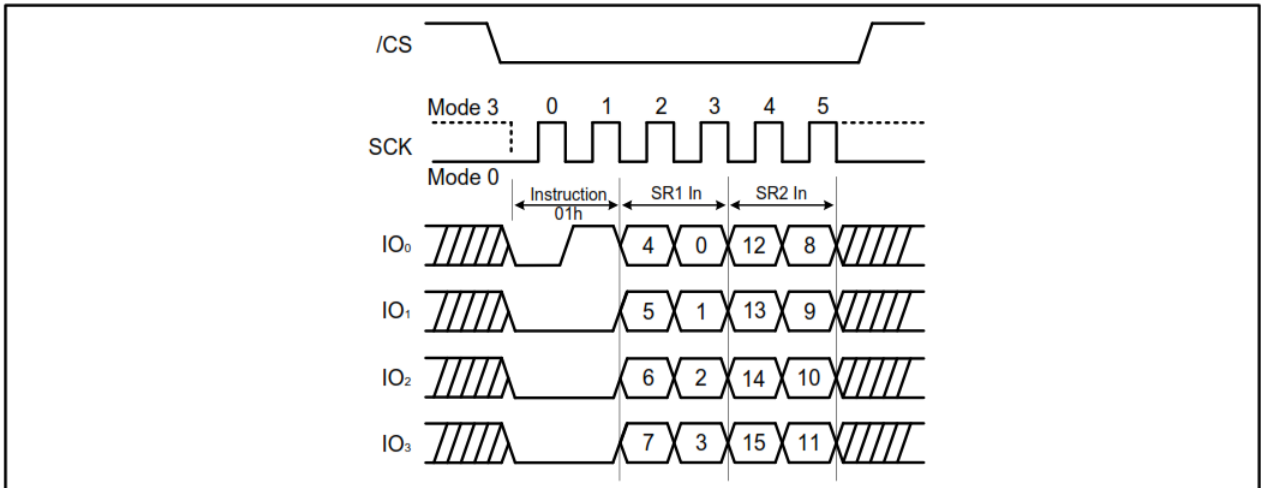 /CS
Mode 3 0 1 2 3 4 5
SCK
Mode 0
Instruction SR1 In SR2 In
01h
IO₀ 4 0 12 8
IO₁ 5 1 13 9
IO₂ 6 2 14 10
IO₃ 7 3 15 11